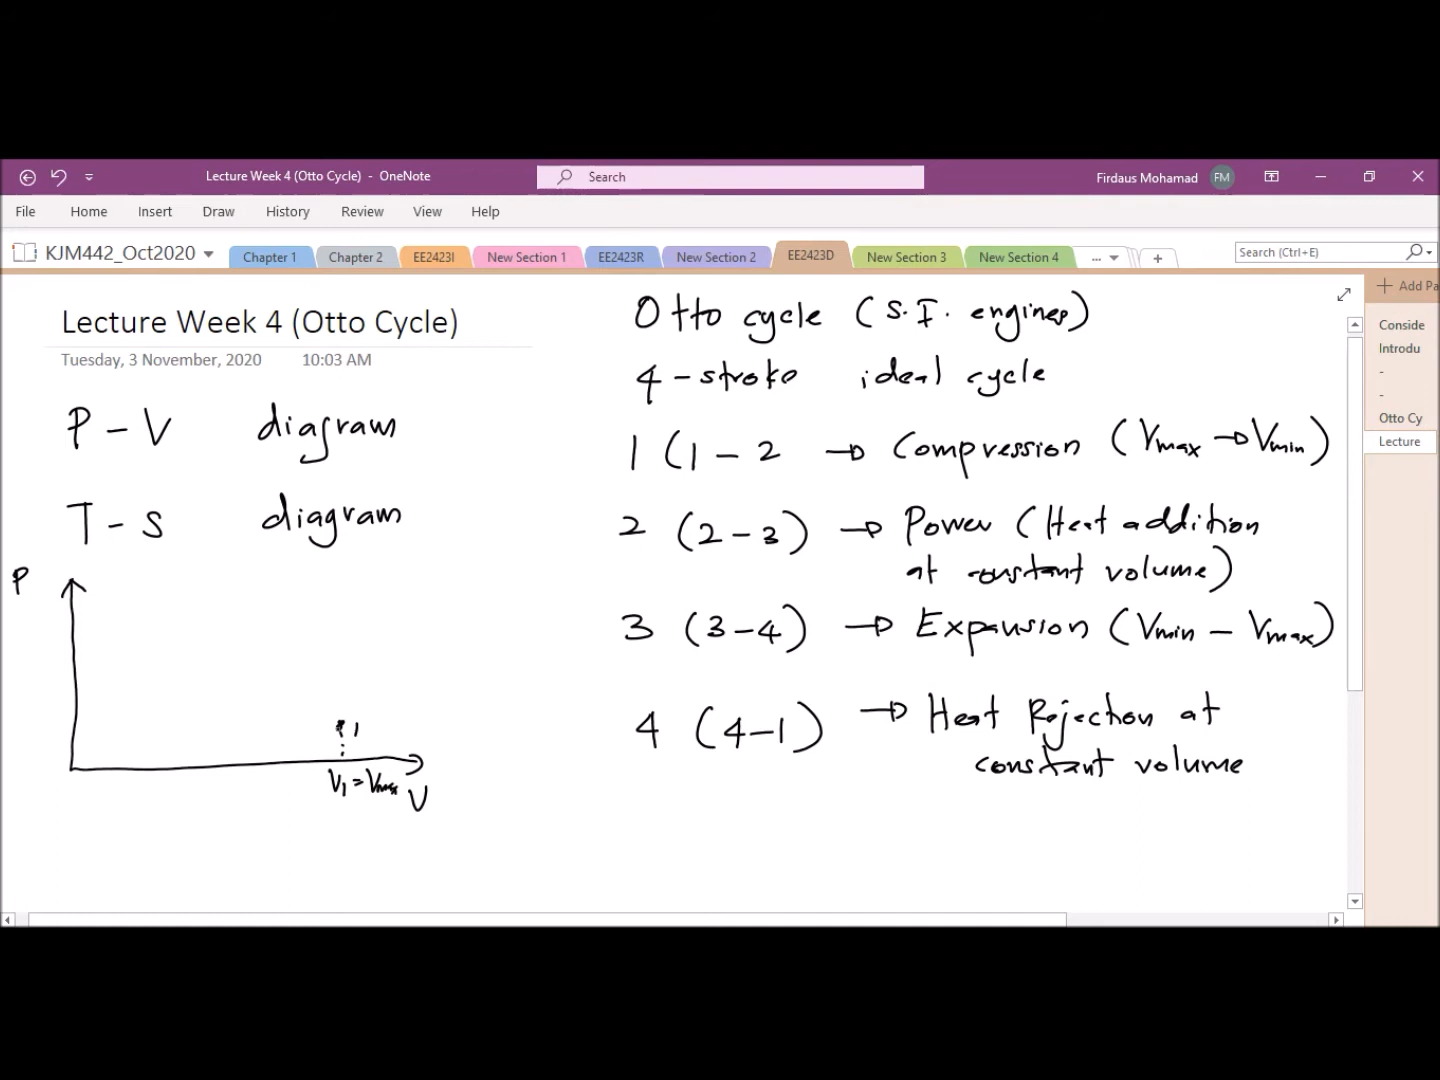 Lecture Week 4 (Otto Cycle) - OneNote
Search
Firdaus Mohamad
FM
File Home Insert Draw History Review View Help
KJM442_Oct2020
Chapter 1 Chapter 2 EE2423I New Section 1 EE2423R New Section 2 EE2423D New Section 3 New Section 4 ... +
Search (Ctrl+E)
Add Pa
Conside
Introdu
-
-
Otto Cy
Lecture
Lecture Week 4 (Otto Cycle)
Tuesday, 3 November, 2020 10:03 AM
P - V diagram
T - s diagram
P
1
V1 = Vmax
V
Otto cycle (S.I. engines)
4-stroke ideal cycle
1 (1 - 2 → Compression (Vmax → Vmin)
2 (2 - 3) → Power (Heat addition
at constant volume)
3 (3-4) → Expansion (Vmin - Vmax)
4 (4-1) → Heat Rejection at
constant volume